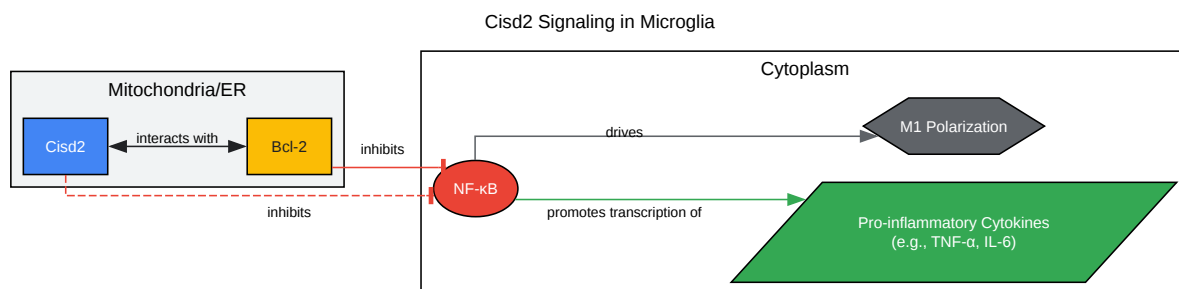 Cisd2 Signaling in Microglia
Cytoplasm
Mitochondria/ER
Cisd2
interacts with
Bcl-2
inhibits
inhibits
NF-κB
drives
M1 Polarization
promotes transcription of
Pro-inflammatory Cytokines
(e.g., TNF-α, IL-6)